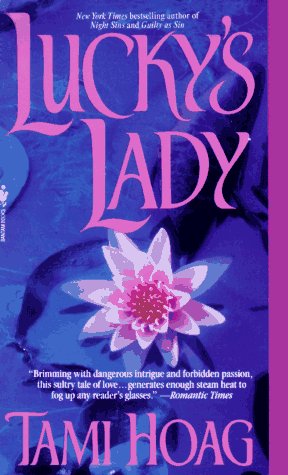 New York Times bestselling author of
Night Sins and Guilty as Sin
LUCKY'S
LADY
BANTAM BOOKS
"Brimming with dangerous intrigue and forbidden passion,
this sultry tale of love...generates enough steam heat to
fog up any reader's glasses."—Romantic Times
TAMI HOAG